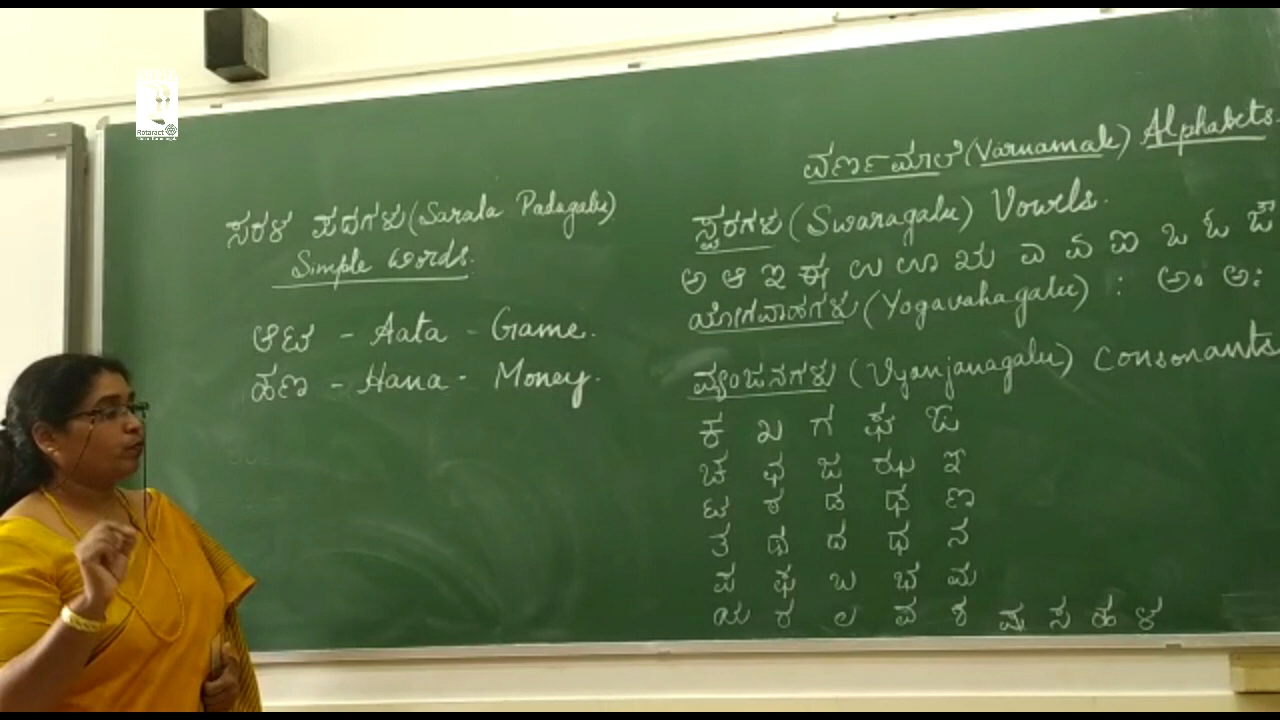 Rotaract
ಸರಳ ಪದಗಳು (Sarala Padagalu)
Simple words.
ಆಟ - Aata - Game.
ಹಣ - Hana - Money.
ವರ್ಣಮಾಲೆ (Varnamale) Alphabets.
ಸ್ವರಗಳು (Swaragalu) Vowels.
ಅ ಆ ಇ ಈ ಉ ಊ ಋ ಎ ಏ ಐ ಒ ಓ ಔ
ಯೋಗವಾಹಗಳು (Yogavahagalu) : ಅಂ ಅಃ
ವ್ಯಂಜನಗಳು (Vyanjanagalu) Consonants
ಕ ಖ ಗ ಘ ಙ
ಚ ಛ ಜ ಝ ಞ
ಟ ಠ ಡ ಢ ಣ
ತ ಥ ದ ಧ ನ
ಪ ಫ ಬ ಭ ಮ
ಯ ರ ಲ ವ ಶ ಷ ಸ ಹ ಳ